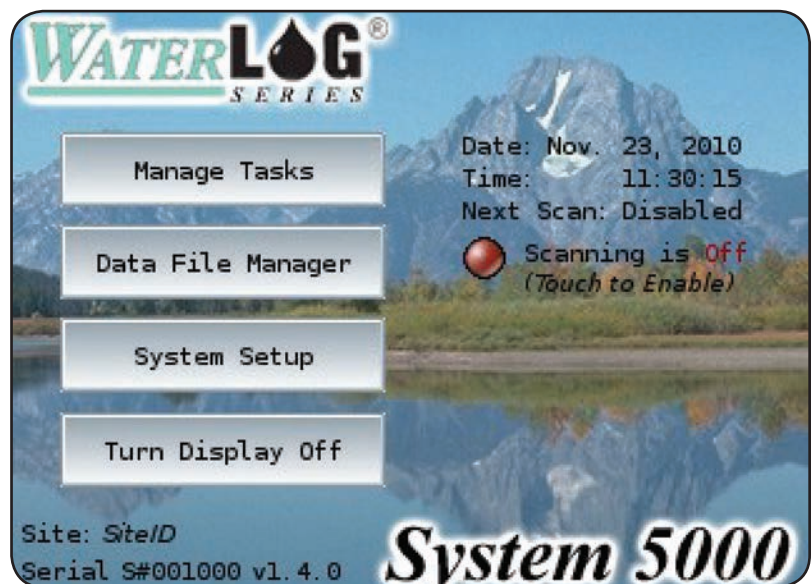 WATERLOG®
SERIES
Manage Tasks
Data File Manager
System Setup
Turn Display Off
Date: Nov. 23, 2010
Time: 11:30:15
Next Scan: Disabled
Scanning is Off
(Touch to Enable)
Site: SiteID
Serial S#001000 v1.4.0
System 5000